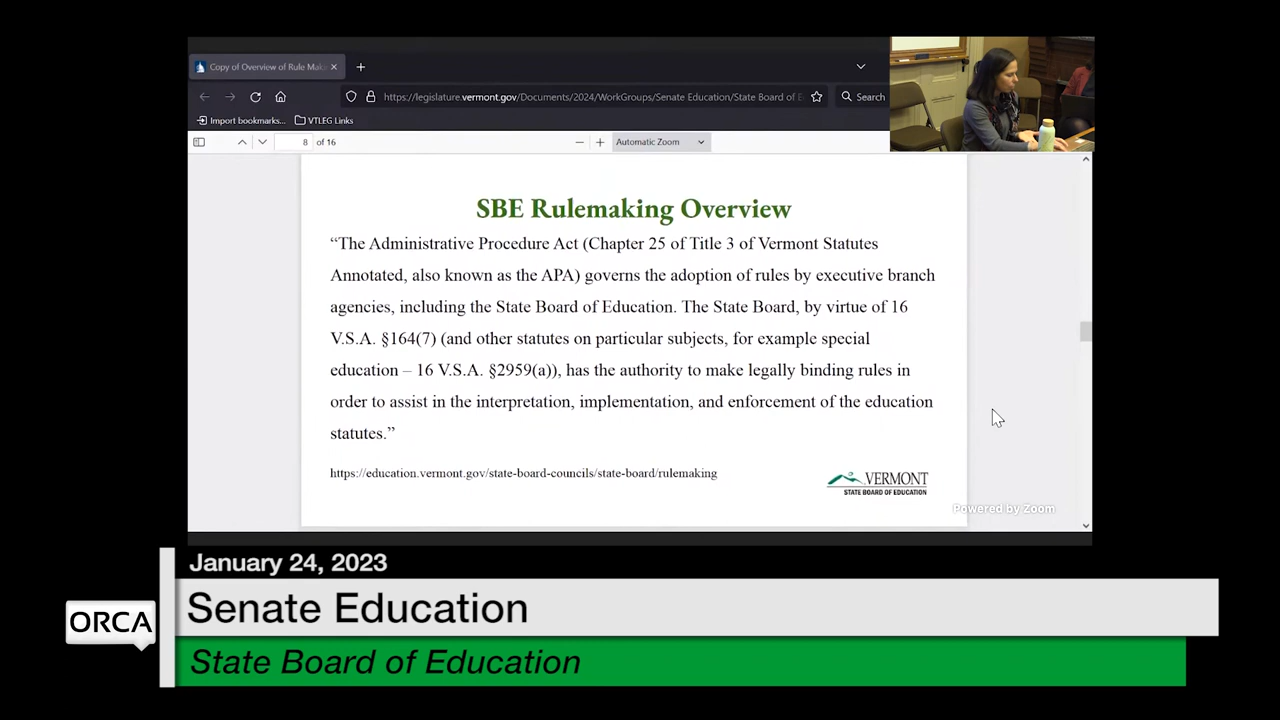 Copy of Overview of Rule Mak
https://legislature.vermont.gov/Documents/2024/WorkGroups/Senate Education/State Board of E
Search
Import bookmarks...
VTLEG Links
8 of 16
Automatic Zoom
SBE Rulemaking Overview
“The Administrative Procedure Act (Chapter 25 of Title 3 of Vermont Statutes
Annotated, also known as the APA) governs the adoption of rules by executive branch
agencies, including the State Board of Education. The State Board, by virtue of 16
V.S.A. §164(7) (and other statutes on particular subjects, for example special
education – 16 V.S.A. §2959(a)), has the authority to make legally binding rules in
order to assist in the interpretation, implementation, and enforcement of the education
statutes.”
https://education.vermont.gov/state-board-councils/state-board/rulemaking
VERMONT
STATE BOARD OF EDUCATION
Powered by Zoom
January 24, 2023
ORCA
Senate Education
State Board of Education